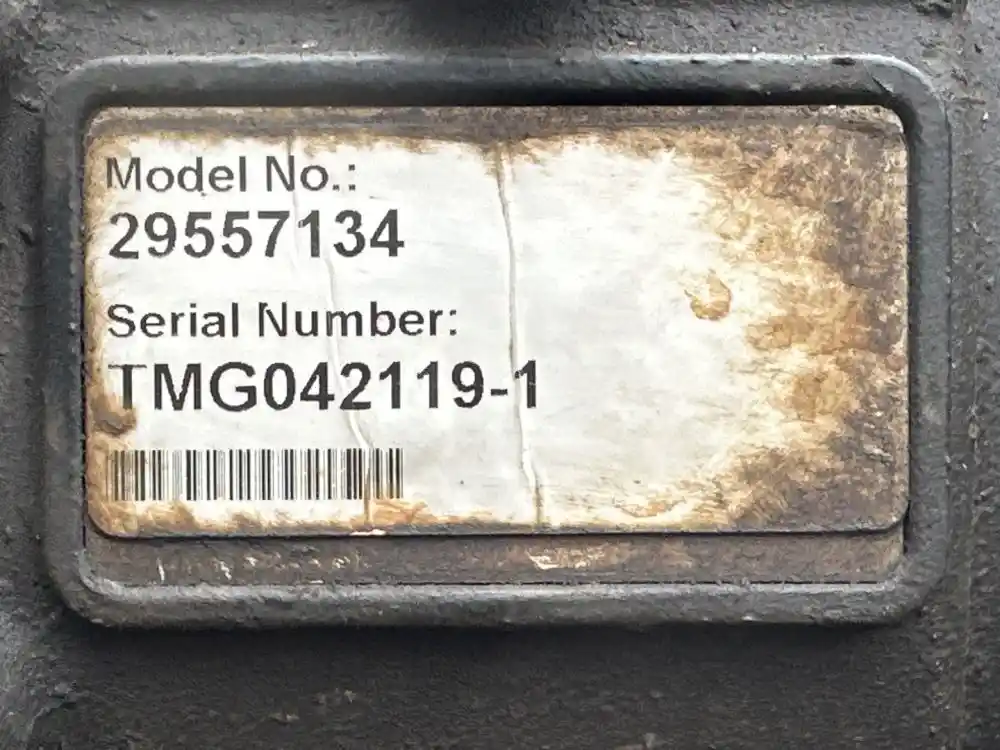 Model No.:
29557134
Serial Number:
TMG042119-1